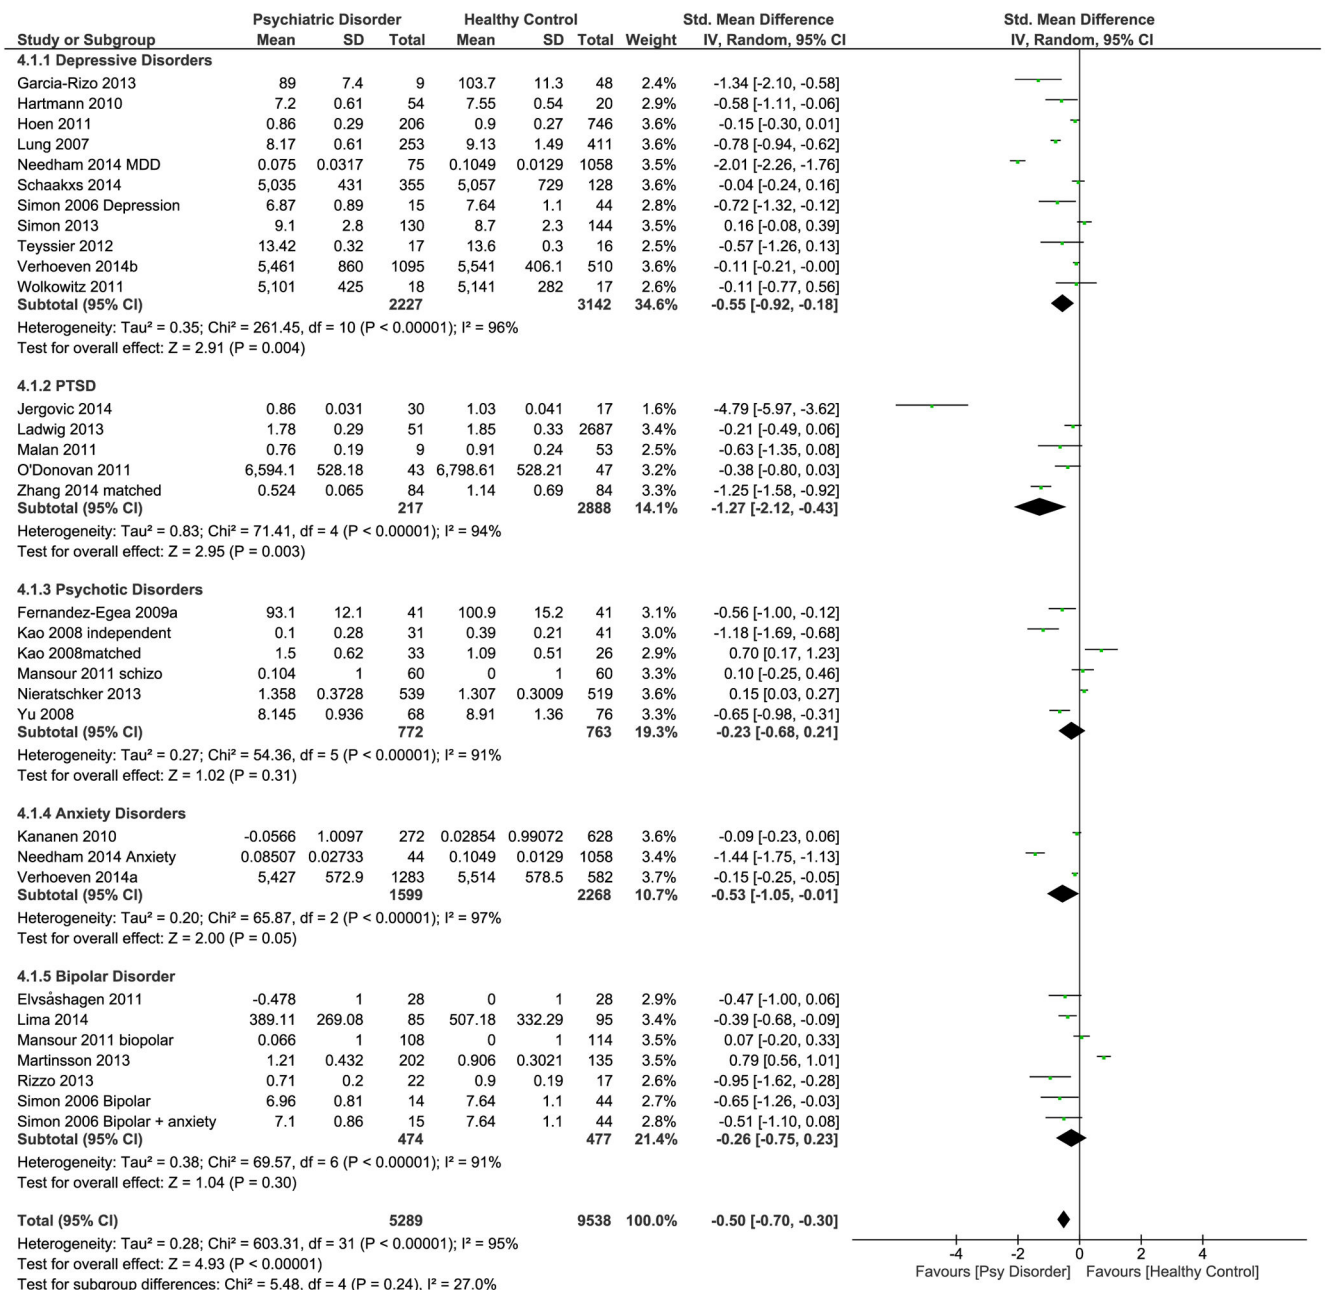 Psychiatric Disorder Healthy Control Std. Mean Difference Std. Mean Difference
Study or Subgroup Mean SD Total Mean SD Total Weight IV, Random, 95% CI IV, Random, 95% CI
4.1.1 Depressive Disorders
Garcia-Rizo 2013 89 7.4 9 103.7 11.3 48 2.4% -1.34 [-2.10, -0.58]
Hartmann 2010 7.2 0.61 54 7.55 0.54 20 2.9% -0.58 [-1.11, -0.06]
Hoen 2011 0.86 0.29 206 0.9 0.27 746 3.6% -0.15 [-0.30, 0.01]
Lung 2007 8.17 0.61 253 9.13 1.49 411 3.6% -0.78 [-0.94, -0.62]
Needham 2014 MDD 0.075 0.0317 75 0.1049 0.0129 1058 3.5% -2.01 [-2.26, -1.76]
Schaakxs 2014 5,035 431 355 5,057 729 128 3.6% -0.04 [-0.24, 0.16]
Simon 2006 Depression 6.87 0.89 15 7.64 1.1 44 2.8% -0.72 [-1.32, -0.12]
Simon 2013 9.1 2.8 130 8.7 2.3 144 3.5% 0.16 [-0.08, 0.39]
Teyssier 2012 13.42 0.32 17 13.6 0.3 16 2.5% -0.57 [-1.26, 0.13]
Verhoeven 2014b 5,461 860 1095 5,541 406.1 510 3.6% -0.11 [-0.21, -0.00]
Wolkowitz 2011 5,101 425 18 5,141 282 17 2.6% -0.11 [-0.77, 0.56]
Subtotal (95% CI) 2227 3142 34.6% -0.55 [-0.92, -0.18]
Heterogeneity: Tau² = 0.35; Chi² = 261.45, df = 10 (P < 0.00001); I² = 96%
Test for overall effect: Z = 2.91 (P = 0.004)
4.1.2 PTSD
Jergovic 2014 0.86 0.031 30 1.03 0.041 17 1.6% -4.79 [-5.97, -3.62]
Ladwig 2013 1.78 0.29 51 1.85 0.33 2687 3.4% -0.21 [-0.49, 0.06]
Malan 2011 0.76 0.19 9 0.91 0.24 53 2.5% -0.63 [-1.35, 0.08]
O'Donovan 2011 6,594.1 528.18 43 6,798.61 528.21 47 3.2% -0.38 [-0.80, 0.03]
Zhang 2014 matched 0.524 0.065 84 1.14 0.69 84 3.3% -1.25 [-1.58, -0.92]
Subtotal (95% CI) 217 2888 14.1% -1.27 [-2.12, -0.43]
Heterogeneity: Tau² = 0.83; Chi² = 71.41, df = 4 (P < 0.00001); I² = 94%
Test for overall effect: Z = 2.95 (P = 0.003)
4.1.3 Psychotic Disorders
Fernandez-Egea 2009a 93.1 12.1 41 100.9 15.2 41 3.1% -0.56 [-1.00, -0.12]
Kao 2008 independent 0.1 0.28 31 0.39 0.21 41 3.0% -1.18 [-1.69, -0.68]
Kao 2008matched 1.5 0.62 33 1.09 0.51 26 2.9% 0.70 [0.17, 1.23]
Mansour 2011 schizo 0.104 1 60 0 1 60 3.3% 0.10 [-0.25, 0.46]
Nieratschker 2013 1.358 0.3728 539 1.307 0.3009 519 3.6% 0.15 [0.03, 0.27]
Yu 2008 8.145 0.936 68 8.91 1.36 76 3.3% -0.65 [-0.98, -0.31]
Subtotal (95% CI) 772 763 19.3% -0.23 [-0.68, 0.21]
Heterogeneity: Tau² = 0.27; Chi² = 54.36, df = 5 (P < 0.00001); I² = 91%
Test for overall effect: Z = 1.02 (P = 0.31)
4.1.4 Anxiety Disorders
Kananen 2010 -0.0566 1.0097 272 0.02854 0.99072 628 3.6% -0.09 [-0.23, 0.06]
Needham 2014 Anxiety 0.08507 0.02733 44 0.1049 0.0129 1058 3.4% -1.44 [-1.75, -1.13]
Verhoeven 2014a 5,427 572.9 1283 5,514 578.5 582 3.6% -0.15 [-0.25, -0.05]
Subtotal (95% CI) 1599 2268 10.7% -0.53 [-1.05, -0.01]
Heterogeneity: Tau² = 0.20; Chi² = 65.87, df = 2 (P < 0.00001); I² = 97%
Test for overall effect: Z = 2.00 (P = 0.05)
4.1.5 Bipolar Disorder
Elvsåshagen 2011 -0.478 1 28 0 1 28 2.9% -0.47 [-1.00, 0.06]
Lima 2014 389.11 269.08 85 507.18 332.29 95 3.4% -0.39 [-0.68, -0.09]
Mansour 2011 biopolar 0.066 1 108 0 1 114 3.5% 0.07 [-0.20, 0.33]
Martinsson 2013 1.21 0.432 202 0.906 0.3021 135 3.5% 0.79 [0.56, 1.01]
Rizzo 2013 0.71 0.2 22 0.9 0.19 17 2.6% -0.95 [-1.62, -0.28]
Simon 2006 Bipolar 6.96 0.81 14 7.64 1.1 44 2.7% -0.65 [-1.26, -0.03]
Simon 2006 Bipolar + anxiety 7.1 0.86 15 7.64 1.1 44 2.8% -0.51 [-1.10, 0.08]
Subtotal (95% CI) 474 477 21.4% -0.26 [-0.75, 0.23]
Heterogeneity: Tau² = 0.38; Chi² = 69.57, df = 6 (P < 0.00001); I² = 91%
Test for overall effect: Z = 1.04 (P = 0.30)
Total (95% CI) 5289 9538 100.0% -0.50 [-0.70, -0.30]
Heterogeneity: Tau² = 0.28; Chi² = 603.31, df = 31 (P < 0.00001); I² = 95%
-4 -2 0 2 4
Test for overall effect: Z = 4.93 (P < 0.00001)
Favours [Psy Disorder] Favours [Healthy Control]
Test for subgroup differences: Chi² = 5.48, df = 4 (P = 0.24), I² = 27.0%